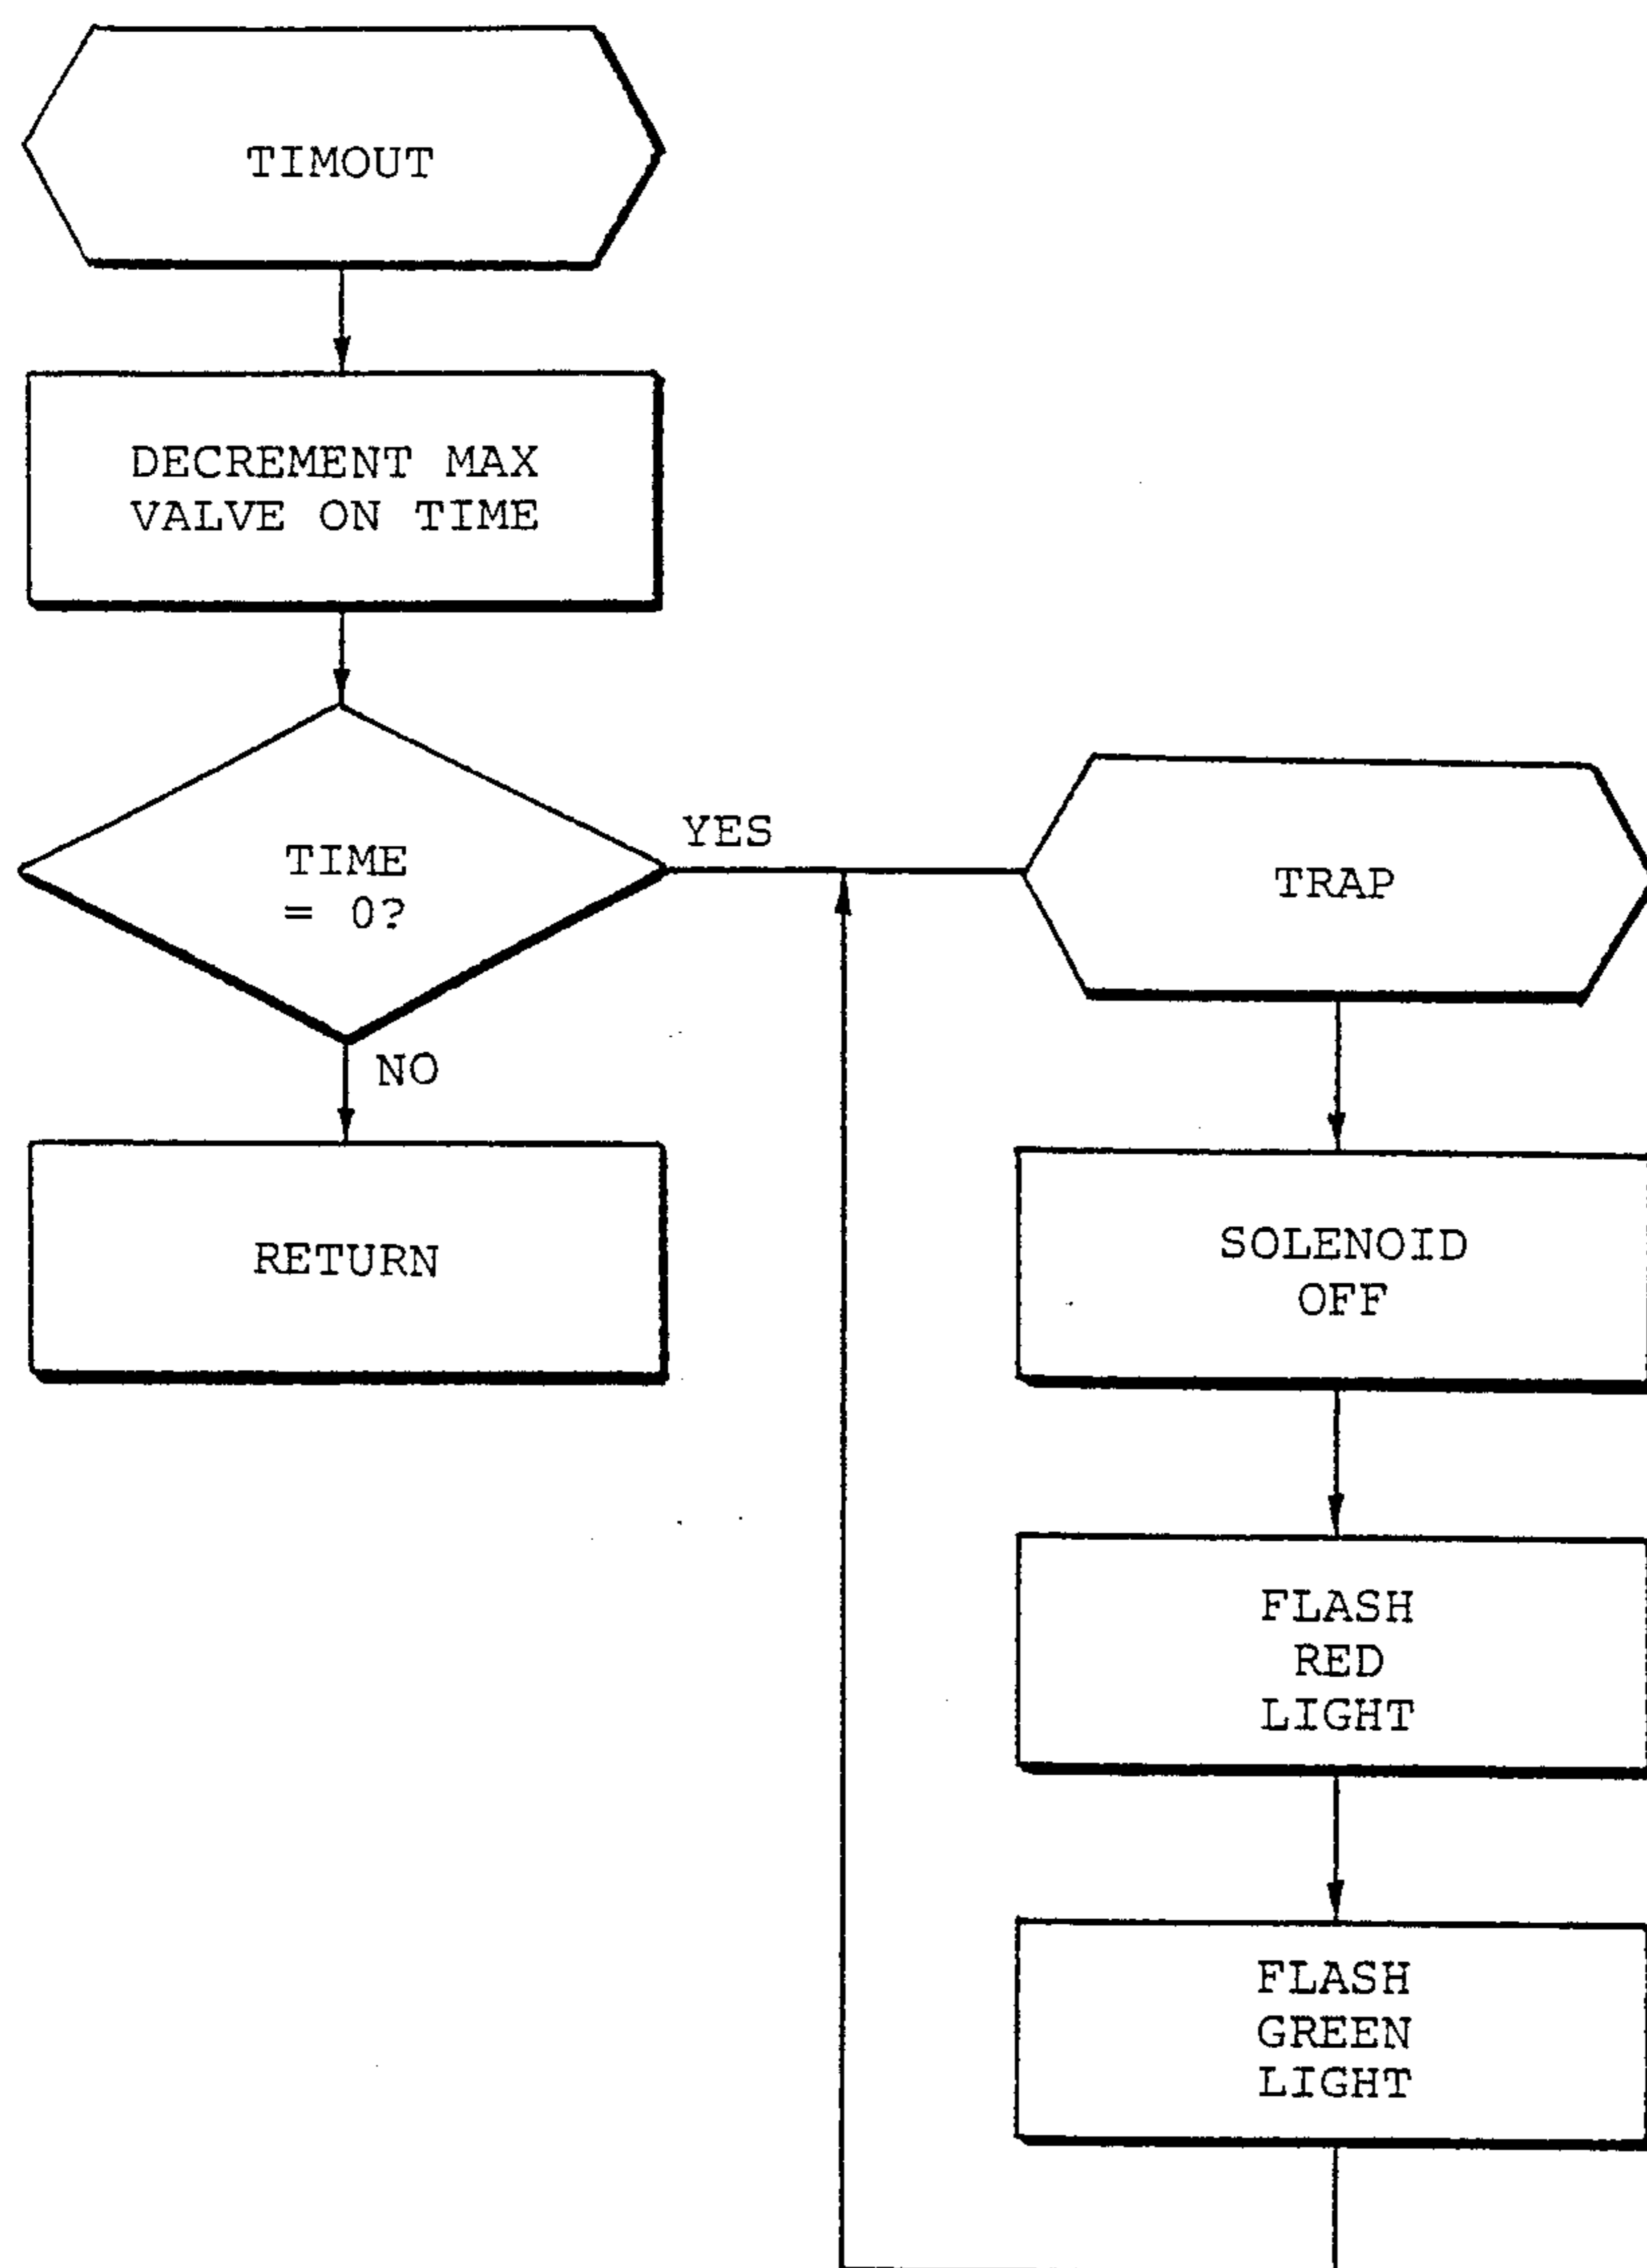 TIMOUT
DECREMENT MAX
VALVE ON TIME
TIME
= 0?
YES
NO
RETURN
TRAP
SOLENOID
OFF
FLASH
RED
LIGHT
FLASH
GREEN
LIGHT